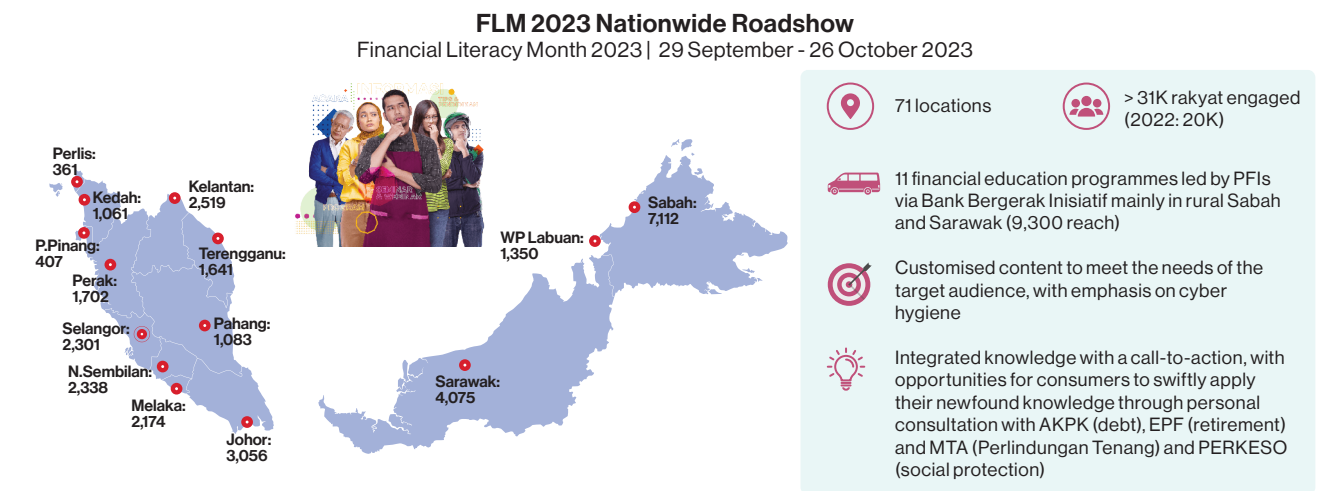 FLM 2023 Nationwide Roadshow
Financial Literacy Month 2023 | 29 September - 26 October 2023
Perlis:
361
Kedah:
1,061
Kelantan:
2,519
P.Pinang:
407
Terengganu:
1,641
Perak:
1,702
Selangor:
2,301
Pahang:
1,083
N.Sembilan:
2,338
Melaka:
2,174
Johor:
3,056
SEMINAR
& WEBINAR
Sabah:
7,112
WP Labuan:
1,350
Sarawak:
4,075
71 locations
> 31K rakyat engaged
(2022: 20K)
11 financial education programmes led by PFIs
via Bank Bergerak Inisiatif mainly in rural Sabah
and Sarawak (9,300 reach)
Customised content to meet the needs of the
target audience, with emphasis on cyber
hygiene
Integrated knowledge with a call-to-action, with
opportunities for consumers to swiftly apply
their newfound knowledge through personal
consultation with AKPK (debt), EPF (retirement)
and MTA (Perlindungan Tenang) and PERKESO
(social protection)